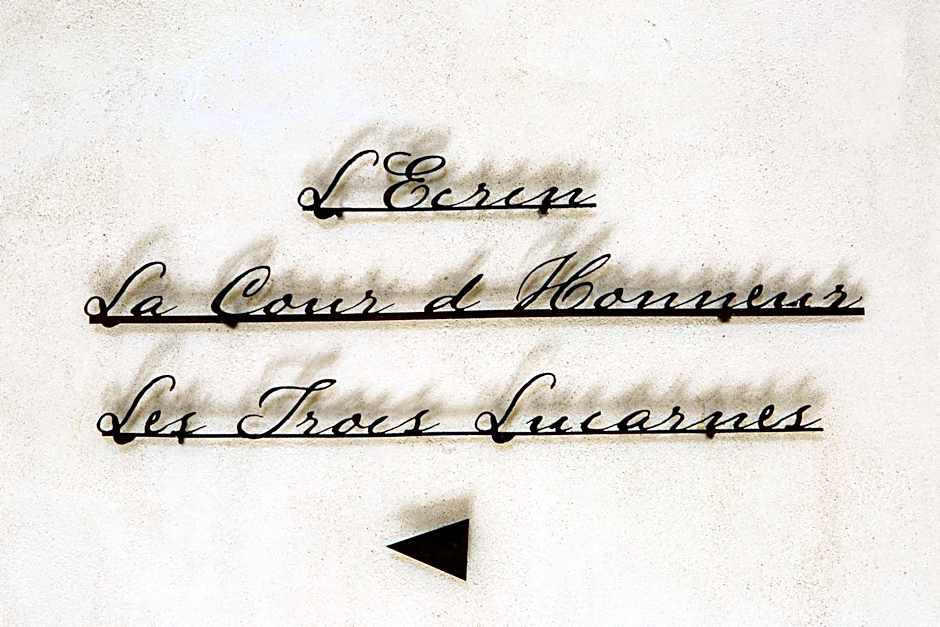 L'Ecrin
La Cour d Honneur
Les Trois Lucarnes